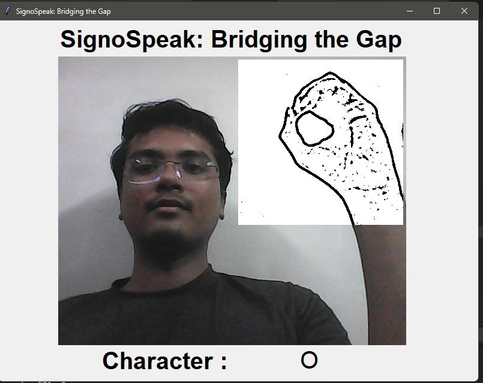 SignoSpeak: Bridging the Gap
SignoSpeak: Bridging the Gap
Character :    O